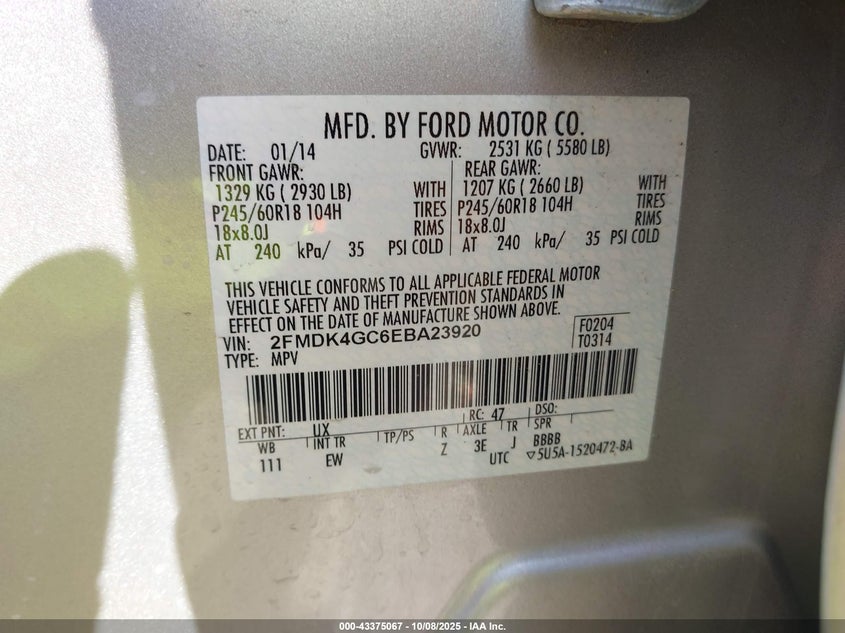 MFD. BY FORD MOTOR CO.
DATE: 01/14 GVWR: 2531 KG ( 5580 LB)
FRONT GAWR: REAR GAWR:
1329 KG ( 2930 LB) WITH 1207 KG ( 2660 LB) WITH
P245/60R18 104H TIRES P245/60R18 104H TIRES
18x8.0J RIMS 18x8.0J RIMS
AT 240 kPa/ 35 PSI COLD AT 240 kPa/ 35 PSI COLD
THIS VEHICLE CONFORMS TO ALL APPLICABLE FEDERAL MOTOR
VEHICLE SAFETY AND THEFT PREVENTION STANDARDS IN
EFFECT ON THE DATE OF MANUFACTURE SHOWN ABOVE.
VIN: 2FMDK4GC6EBA23920 F0204
TYPE: MPV T0314
EXT PNT: UX RC: 47 DSO:
WB INT TR TP/PS R AXLE TR SPR
111 EW Z 3E J BBBB
UTC ▽5U5A-1520472-BA
000-43375067 - 10/08/2025 - IAA Inc.